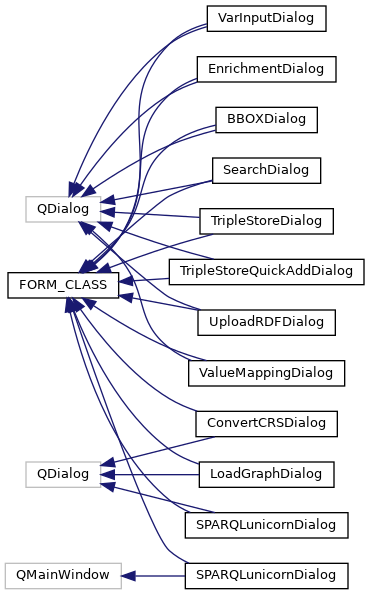 VarInputDialog
EnrichmentDialog
BBOXDialog
SearchDialog
QDialog
TripleStoreDialog
TripleStoreQuickAddDialog
FORM_CLASS
UploadRDFDialog
ValueMappingDialog
ConvertCRSDialog
QDialog
LoadGraphDialog
SPARQLunicornDialog
QMainWindow
SPARQLunicornDialog